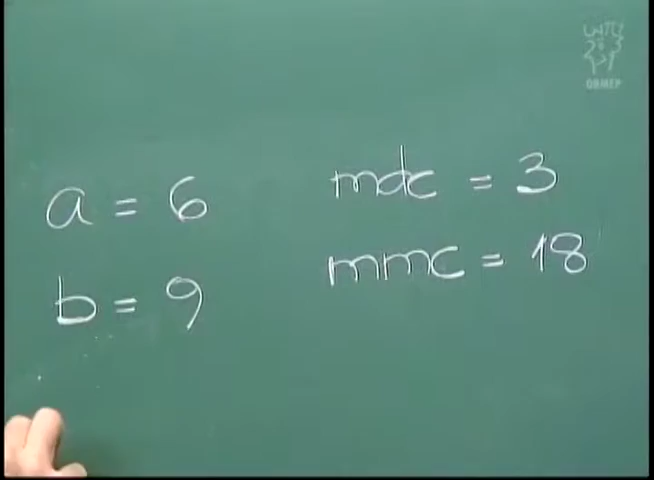 OBMEP
a = 6
mdc = 3
b = 9
mmc = 18